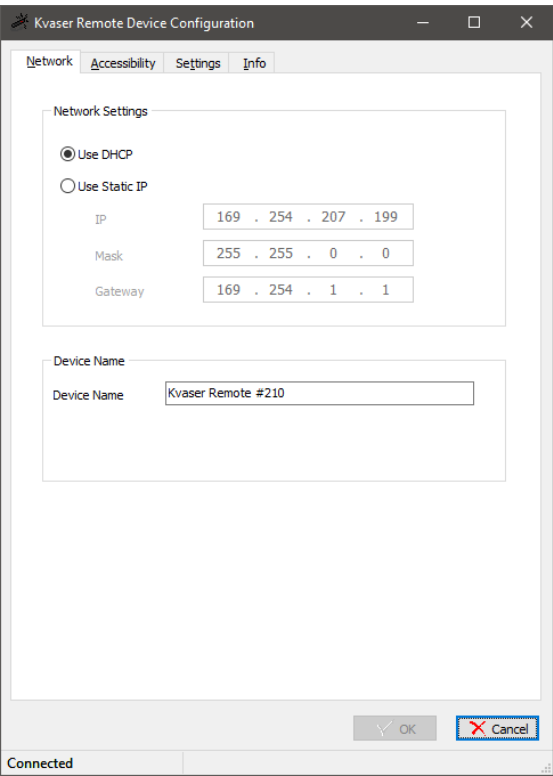 Kvaser Remote Device Configuration
Network Accessibility Settings Info
Network Settings
Use DHCP
Use Static IP
IP 169 . 254 . 207 . 199
Mask 255 . 255 . 0 . 0
Gateway 169 . 254 . 1 . 1
Device Name
Device Name Kvaser Remote #210
OK Cancel
Connected